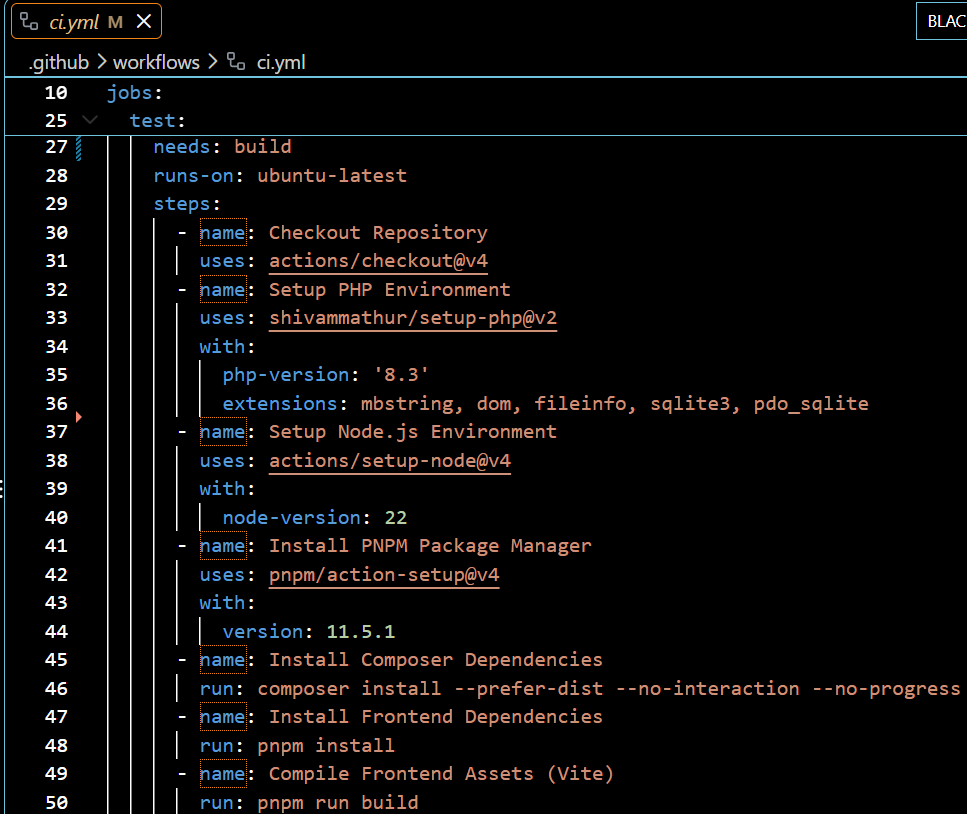 ci.yml M
BLAC
.github > workflows > ci.yml
10 jobs:
25 test:
27 needs: build
28 runs-on: ubuntu-latest
29 steps:
30 - name: Checkout Repository
31 uses: actions/checkout@v4
32 - name: Setup PHP Environment
33 uses: shivammathur/setup-php@v2
34 with:
35 php-version: '8.3'
36 extensions: mbstring, dom, fileinfo, sqlite3, pdo_sqlite
37 - name: Setup Node.js Environment
38 uses: actions/setup-node@v4
39 with:
40 node-version: 22
41 - name: Install PNPM Package Manager
42 uses: pnpm/action-setup@v4
43 with:
44 version: 11.5.1
45 - name: Install Composer Dependencies
46 run: composer install --prefer-dist --no-interaction --no-progress
47 - name: Install Frontend Dependencies
48 run: pnpm install
49 - name: Compile Frontend Assets (Vite)
50 run: pnpm run build